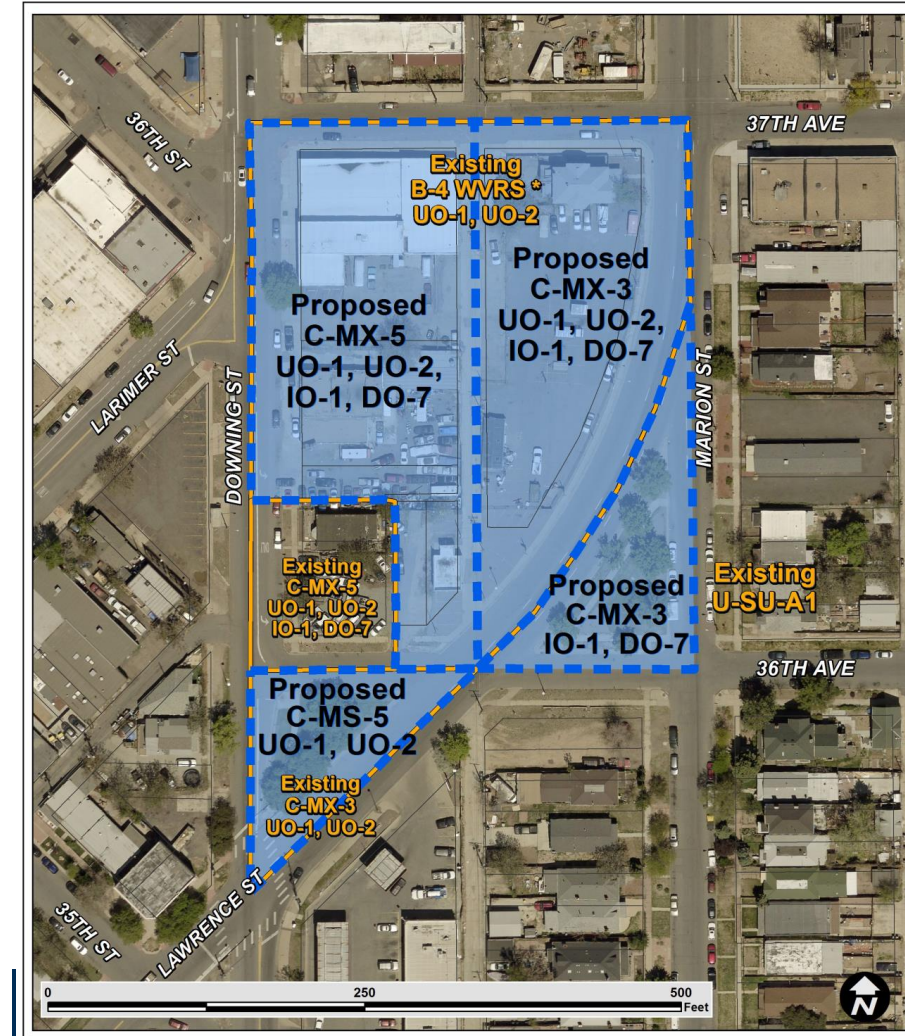 36TH ST
37TH AVE
Existing
B-4 WVRS *
UO-1, UO-2
Proposed
C-MX-5
UO-1, UO-2,
IO-1, DO-7
Proposed
C-MX-3
UO-1, UO-2,
IO-1, DO-7
LARIMER ST
DOWNING ST
MARION ST
Existing
C-MX-5
UO-1, UO-2
IO-1, DO-7
Proposed
C-MX-3
IO-1, DO-7
Existing
U-SU-A1
36TH AVE
Proposed
C-MS-5
UO-1, UO-2
Existing
C-MX-3
UO-1, UO-2
35TH ST
LAWRENCE ST
0 250 500
Feet
N